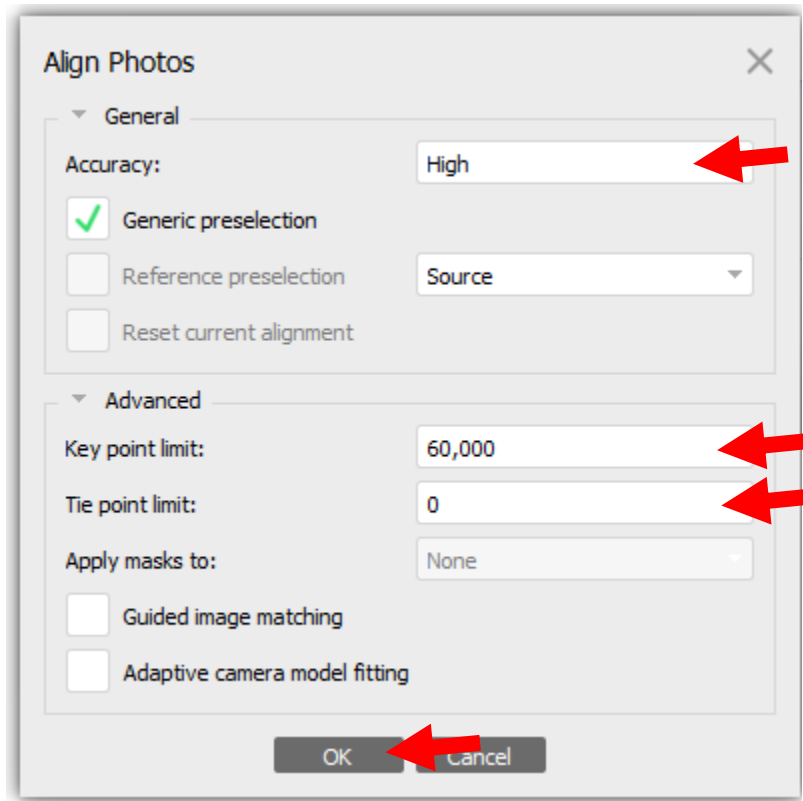 Align Photos
General
Accuracy: High
Generic preselection
Reference preselection Source
Reset current alignment
Advanced
Key point limit: 60,000
Tie point limit: 0
Apply masks to: None
Guided image matching
Adaptive camera model fitting
OK Cancel